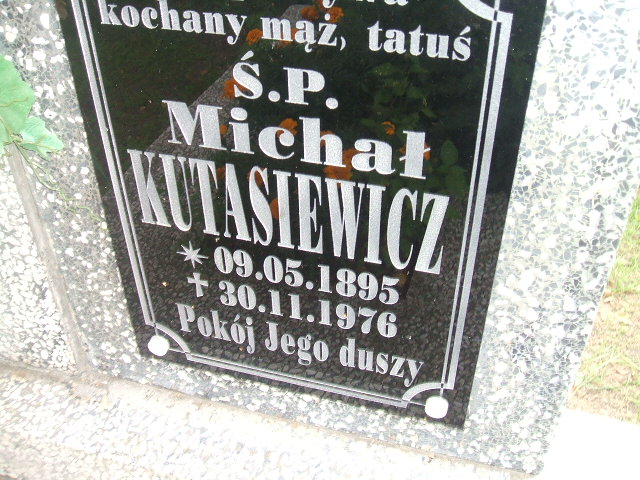 kochany mąż, tatuś
Ś.P.
Michał
KUTASIEWICZ
* 09.05.1895
✝ 30.11.1976
Pokój Jego duszy